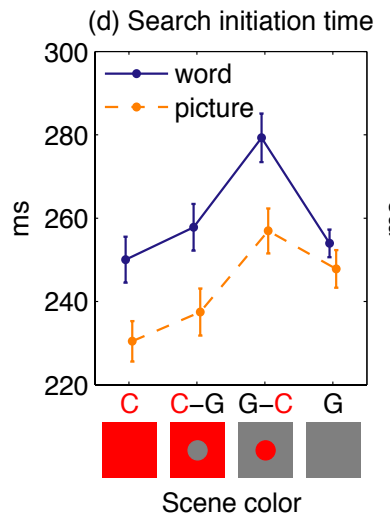 (d) Search initiation time
300
280
260
240
220
ms
word
picture
C
C–G
G–C
G
Scene color